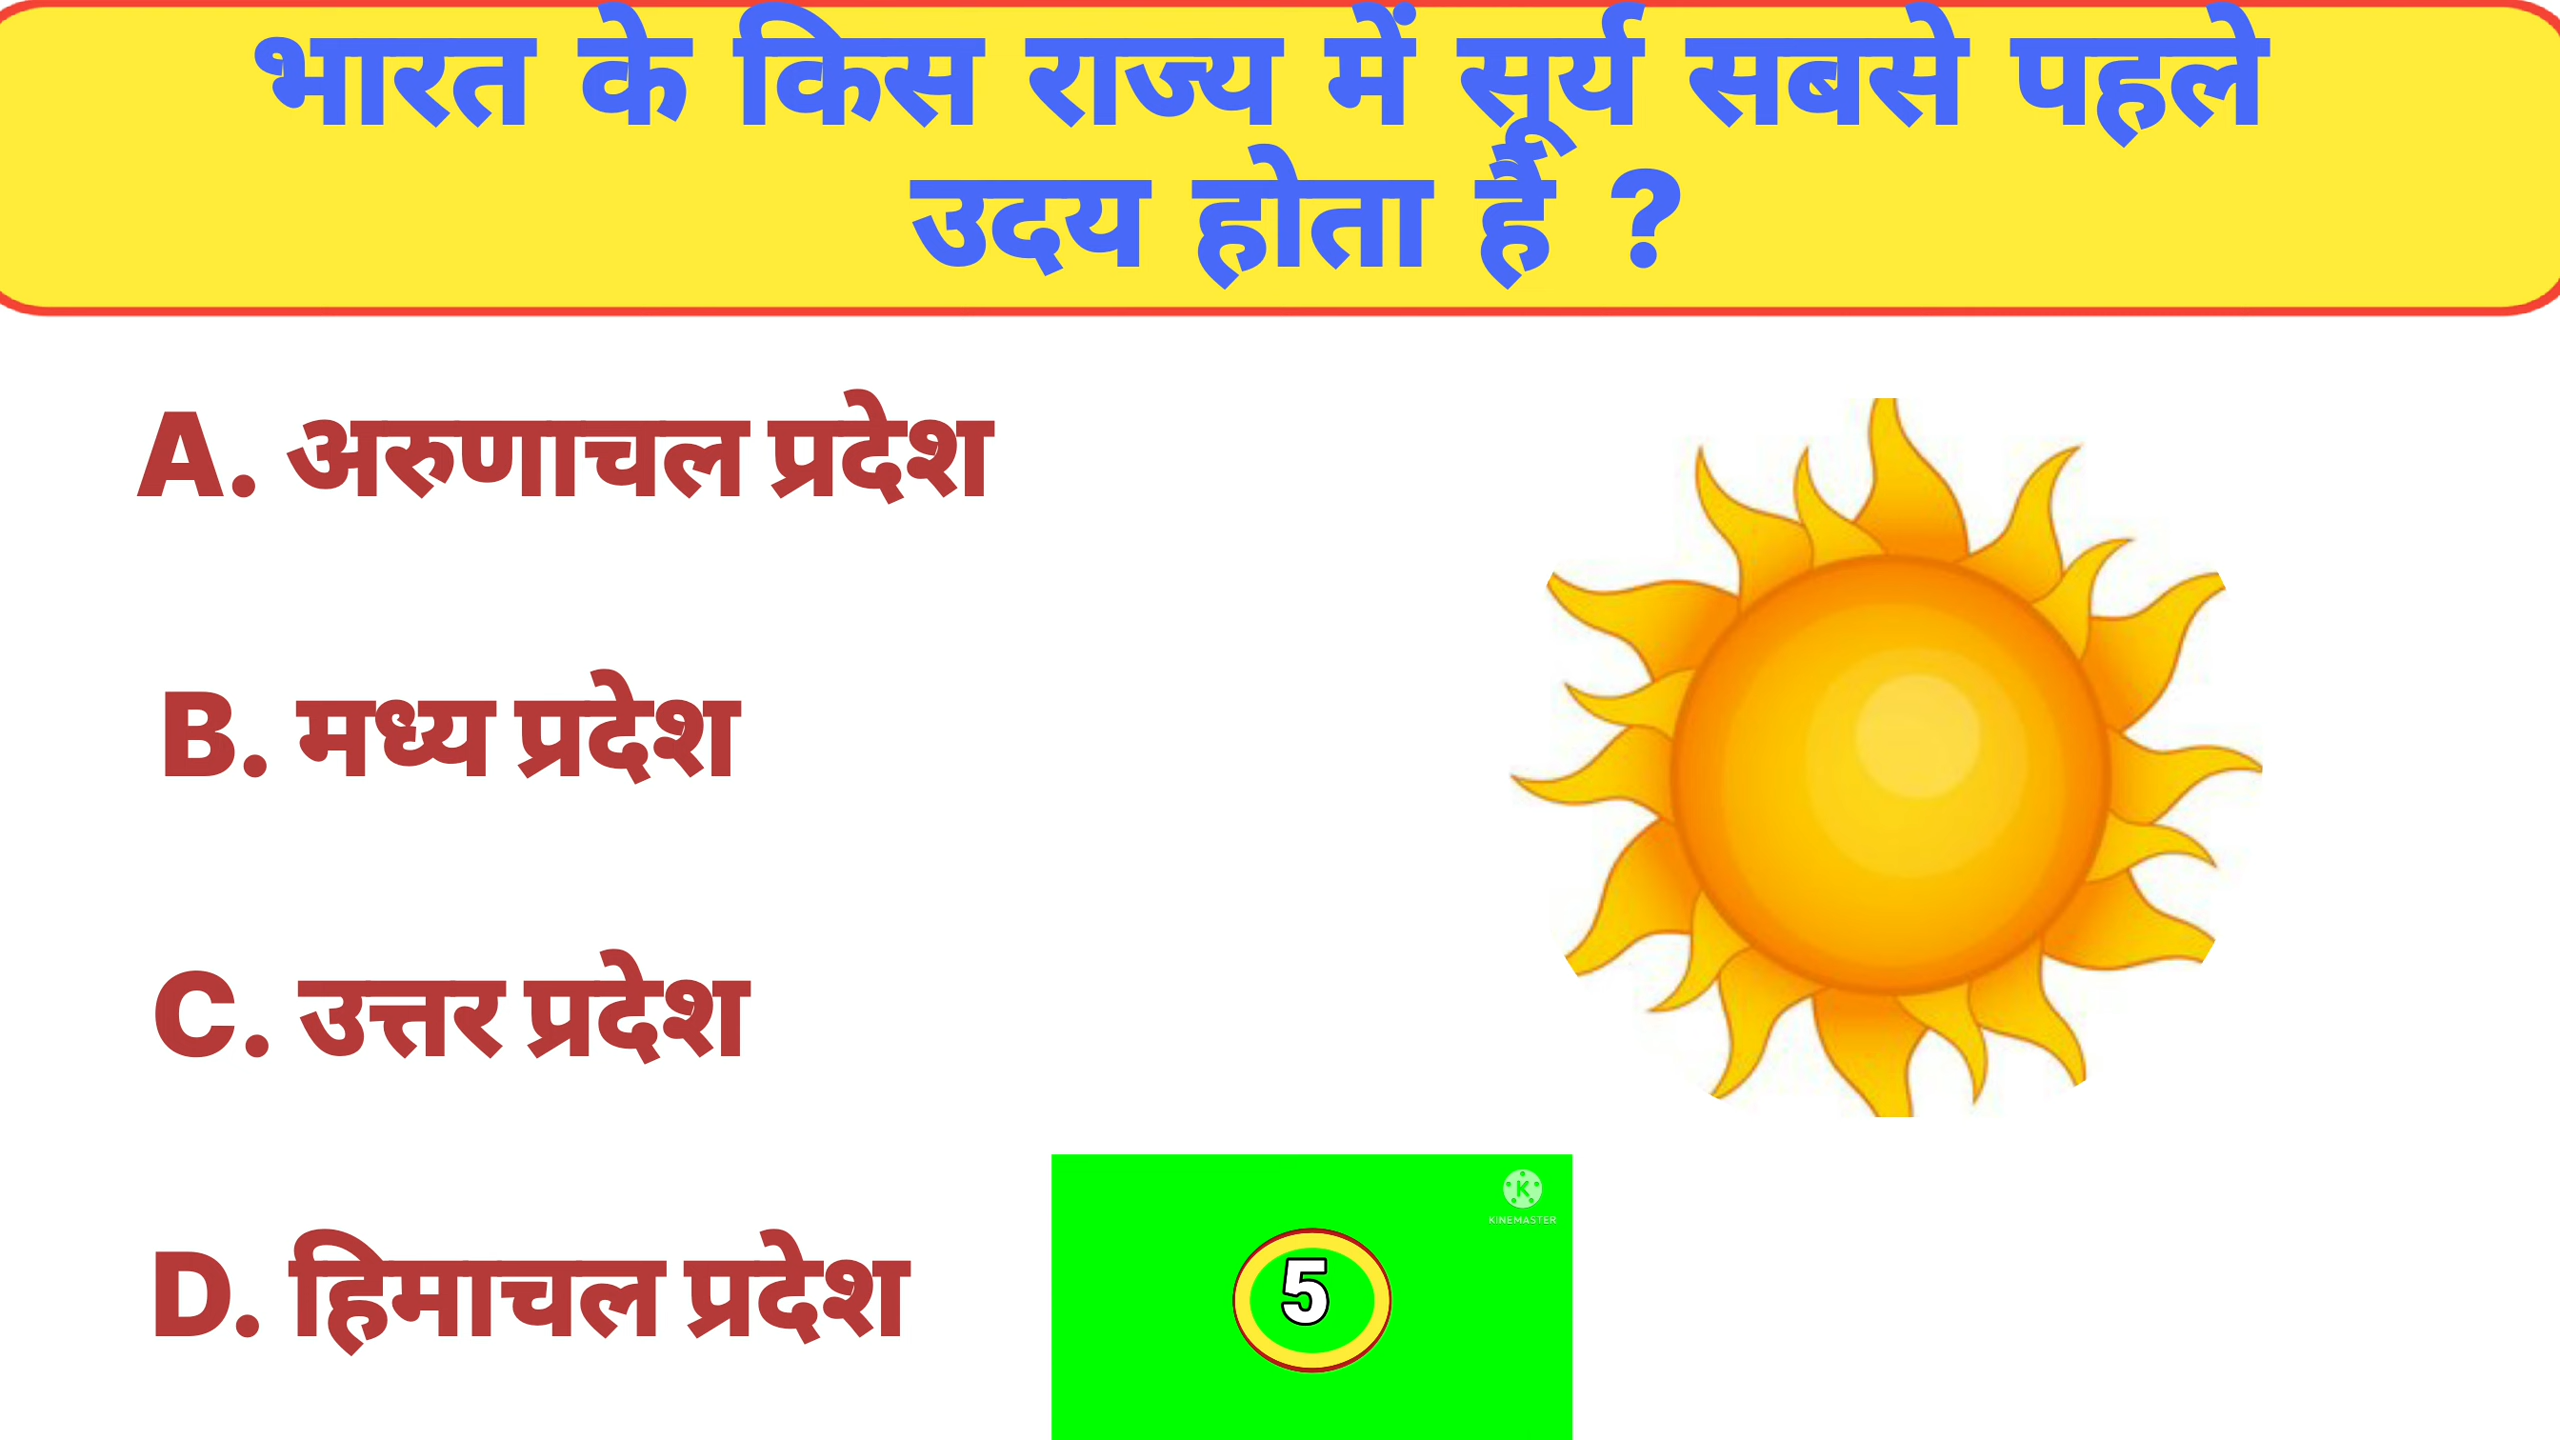 भारत के किस राज्य में सूर्य सबसे पहले
उदय होता है ?
A. अरुणाचल प्रदेश
B. मध्य प्रदेश
C. उत्तर प्रदेश
D. हिमाचल प्रदेश
K
KINEMASTER
5